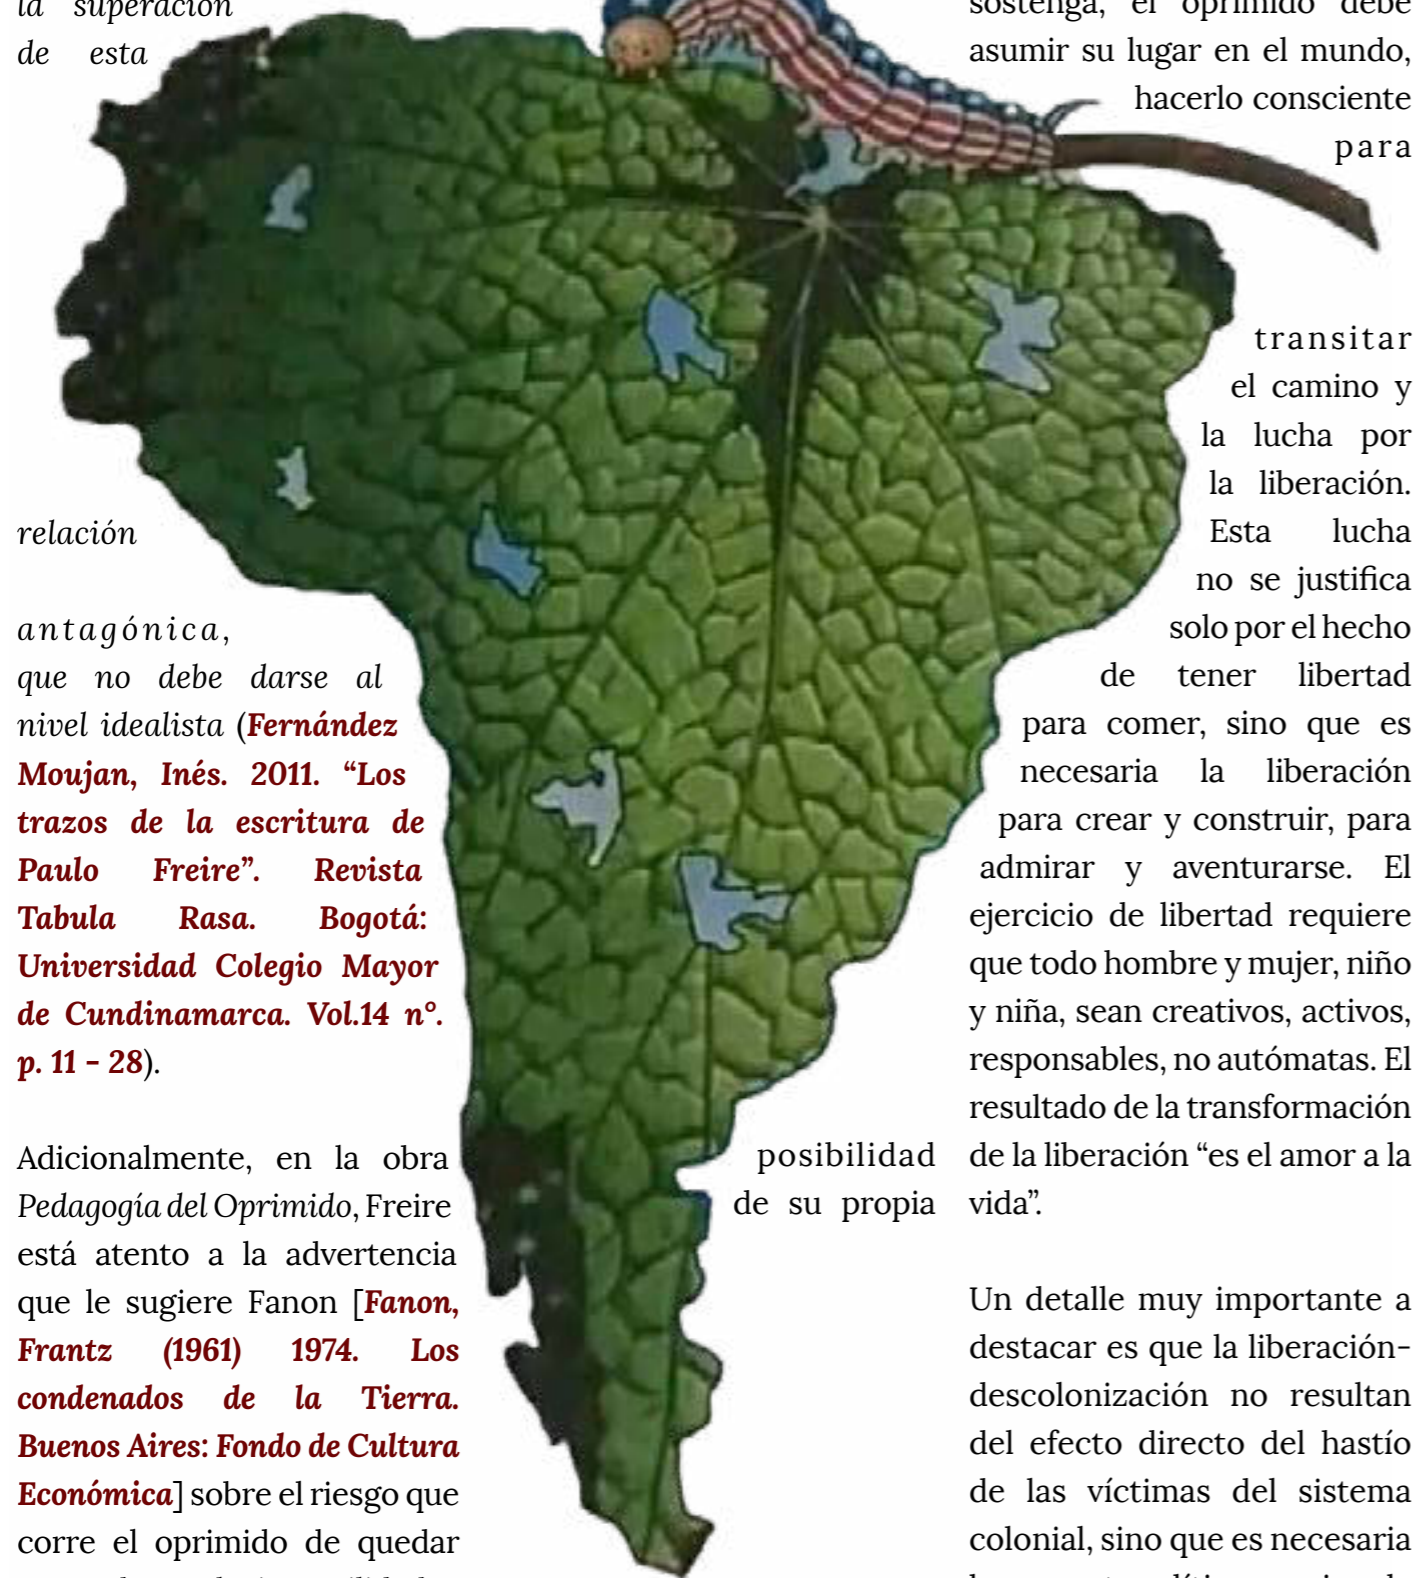 la superación
de esta
relación
antagónica,
que no debe darse al
nivel idealista (Fernández
Moujan, Inés. 2011. “Los
trazos de la escritura de
Paulo Freire”. Revista
Tabula Rasa. Bogotá:
Universidad Colegio Mayor
de Cundinamarca. Vol.14 n°.
p. 11 - 28).
Adicionalmente, en la obra
Pedagogía del Oprimido, Freire
está atento a la advertencia
que le sugiere Fanon [Fanon,
Frantz (1961) 1974. Los
condenados de la Tierra.
Buenos Aires: Fondo de Cultura
Económica] sobre el riesgo que
corre el oprimido de quedar
posibilidad
de su propia
sostenga, el oprimido debe
asumir su lugar en el mundo,
hacerlo consciente
para
transitar
el camino y
la lucha por
la liberación.
Esta lucha
no se justifica
solo por el hecho
de tener libertad
para comer, sino que es
necesaria la liberación
para crear y construir, para
admirar y aventurarse. El
ejercicio de libertad requiere
que todo hombre y mujer, niño
y niña, sean creativos, activos,
responsables, no autómatas. El
resultado de la transformación
de la liberación “es el amor a la
vida”.
Un detalle muy importante a
destacar es que la liberación-
descolonización no resultan
del efecto directo del hastío
de las víctimas del sistema
colonial, sino que es necesaria